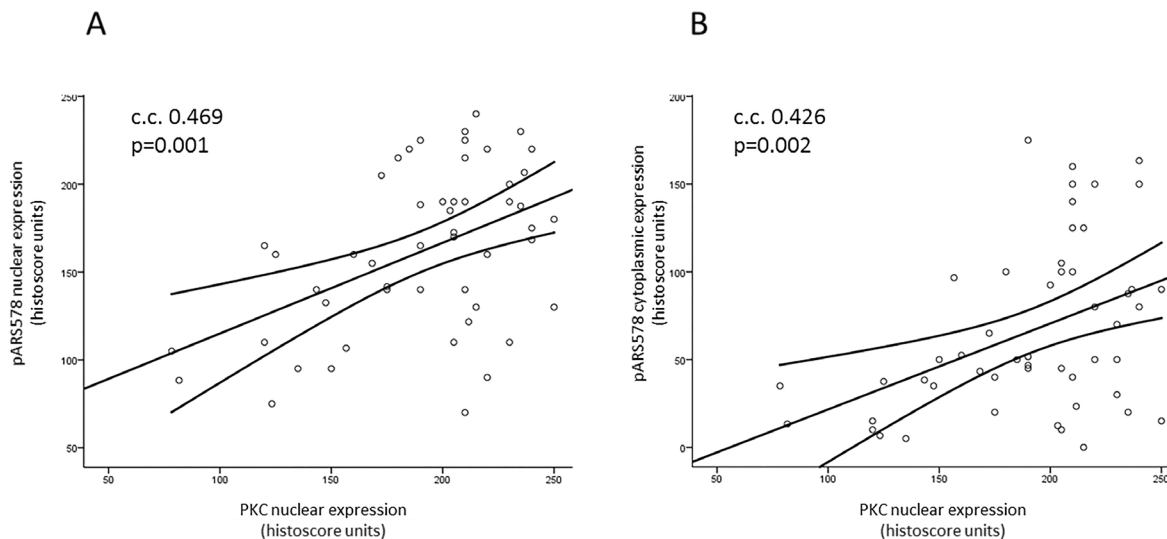 A
c.c. 0.469
p=0.001
250
200
150
100
50
pARS578 nuclear expression
(histoscore units)
50
100
150
200
250
PKC nuclear expression
(histoscore units)
B
c.c. 0.426
p=0.002
200
150
100
50
0
pARS578 cytoplasmic expression
(histoscore units)
50
100
150
200
250
PKC nuclear expression
(histoscore units)